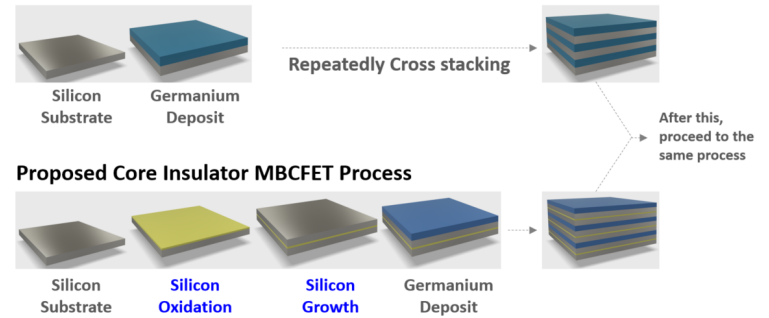 Repeatedly Cross stacking
Silicon
Substrate
Germanium
Deposit
After this,
proceed to the
same process
Proposed Core Insulator MBCFET Process
Silicon
Substrate
Silicon
Oxidation
Silicon
Growth
Germanium
Deposit